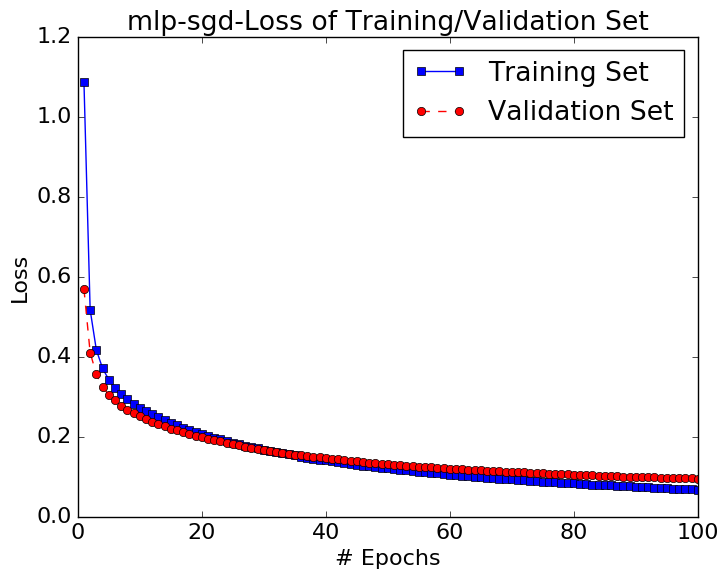 mlp-sgd-Loss of Training/Validation Set
1.2
Training Set
Validation Set
1.0
0.8
0.6
0.4
0.2
0.0
Loss
0 20 40 60 80 100
# Epochs